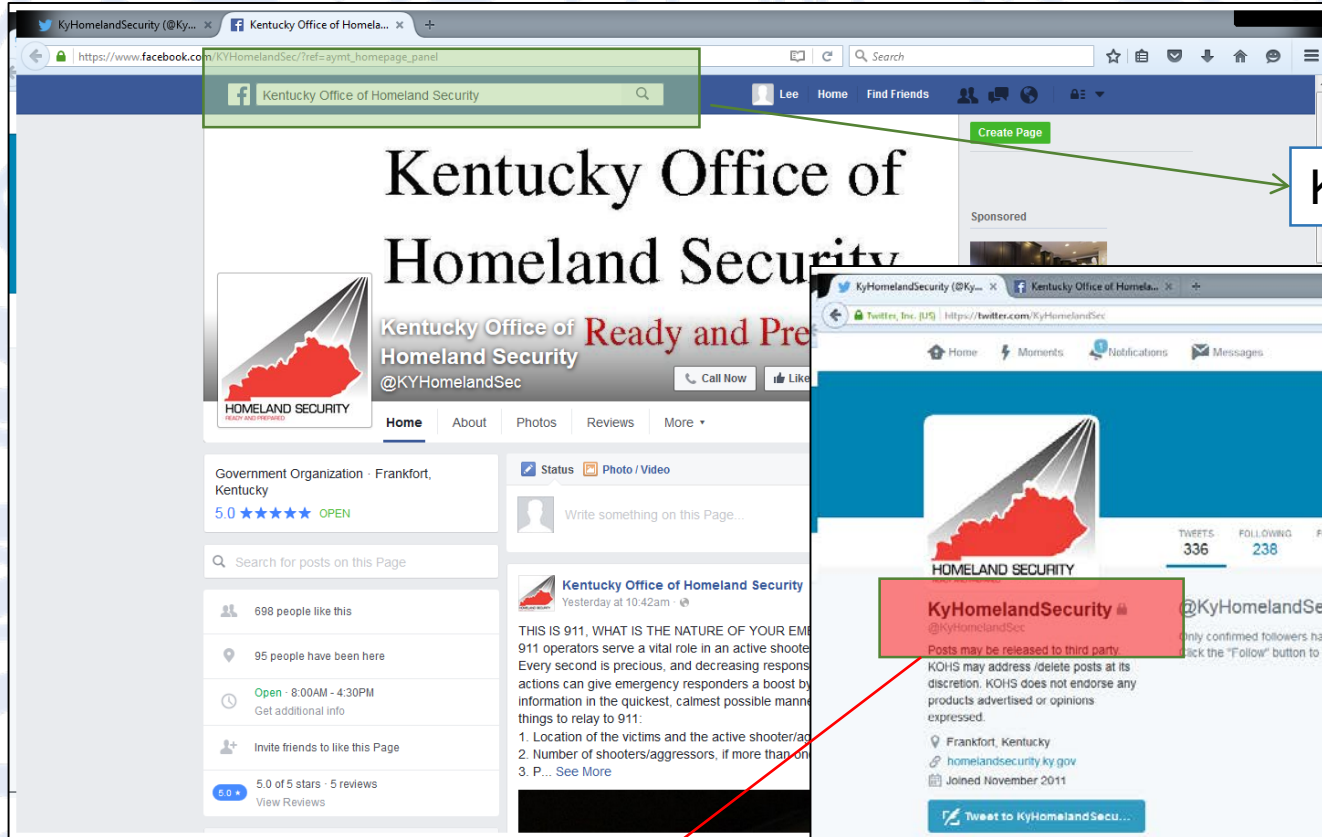 KyHomelandSecurity (@Ky... ×
Kentucky Office of Homela... ×
https://www.facebook.com/KYHomelandSec/?ref=aymt_homepage_panel
Search
Kentucky Office of Homeland Security
Lee Home Find Friends
Create Page
Kentucky Office of
Homeland Security
Sponsored
Kentucky Office of
Homeland Security
@KYHomelandSec
Ready and Pre
Call Now Like
HOMELAND SECURITY
READY AND PREPARED
Home About Photos Reviews More
Government Organization · Frankfort,
Kentucky
5.0 ★★★★★ OPEN
Search for posts on this Page
698 people like this
95 people have been here
Open · 8:00AM - 4:30PM
Get additional info
Invite friends to like this Page
5.0 ★
5.0 of 5 stars · 5 reviews
View Reviews
Status Photo / Video
Write something on this Page...
Kentucky Office of Homeland Security
Yesterday at 10:42am ·
THIS IS 911, WHAT IS THE NATURE OF YOUR EME
911 operators serve a vital role in an active shoote
Every second is precious, and decreasing respons
actions can give emergency responders a boost by
information in the quickest, calmest possible manne
things to relay to 911:
1. Location of the victims and the active shooter/ag
2. Number of shooters/aggressors, if more than on
3. P... See More
K
KyHomelandSecurity (@Ky... ×
Kentucky Office of Homela... ×
Twitter, Inc. (US) https://twitter.com/KyHomelandSec
Home Moments 1 Notifications Messages
HOMELAND SECURITY
TWEETS FOLLOWING F
336 238
KyHomelandSecurity
@KyHomelandSec
Posts may be released to third party.
KOHS may address /delete posts at its
discretion. KOHS does not endorse any
products advertised or opinions
expressed.
Frankfort, Kentucky
homelandsecurity.ky.gov
Joined November 2011
Tweet to KyHomelandSecu...
@KyHomelandSe
Only confirmed followers ha
Click the "Follow" button to